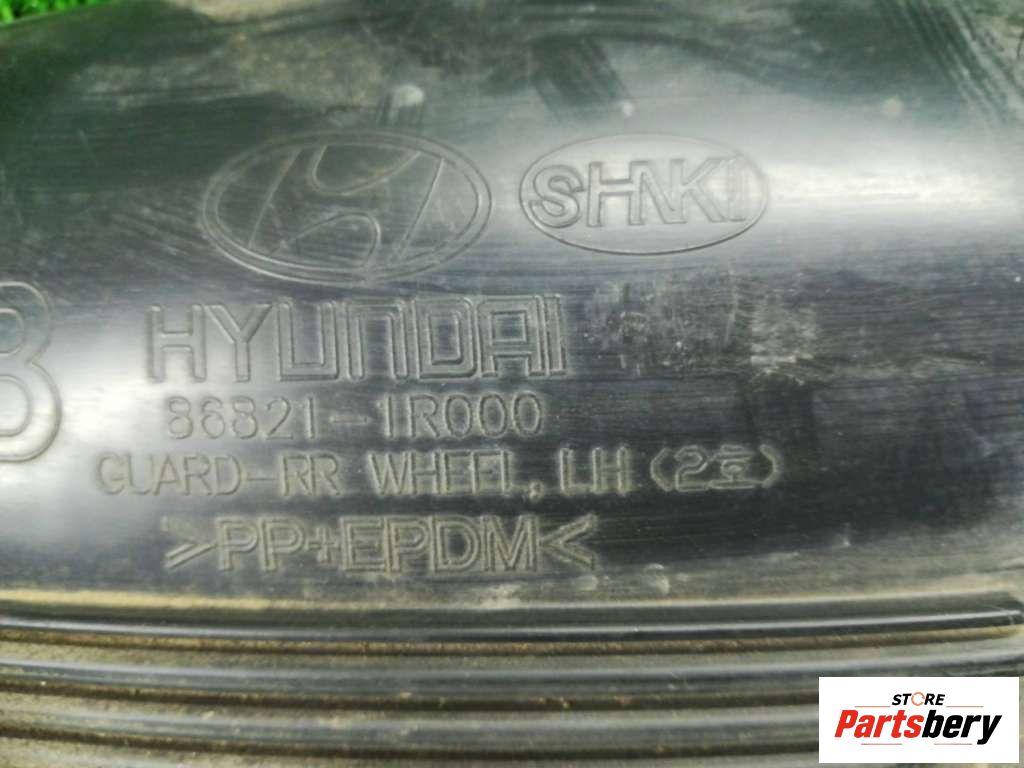 SHNKI
HYUNDAI
B
86821-1R000
GUARD-RR WHEEL, LH (2호)
>PP+EPDM<
STORE
Partsbery